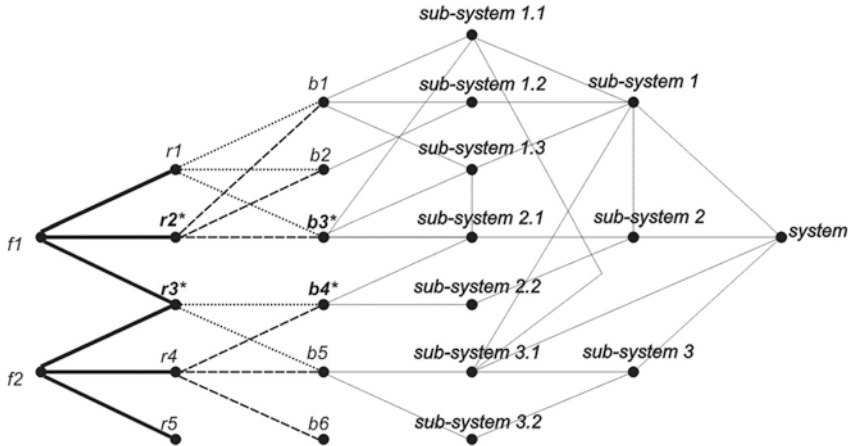 sub-system 1.1
b1
sub-system 1.2
sub-system 1
r1
b2
sub-system 1.3
f1
r2*
b3*
sub-system 2.1
sub-system 2
system
r3*
b4*
sub-system 2.2
f2
r4
b5
sub-system 3.1
sub-system 3
r5
b6
sub-system 3.2